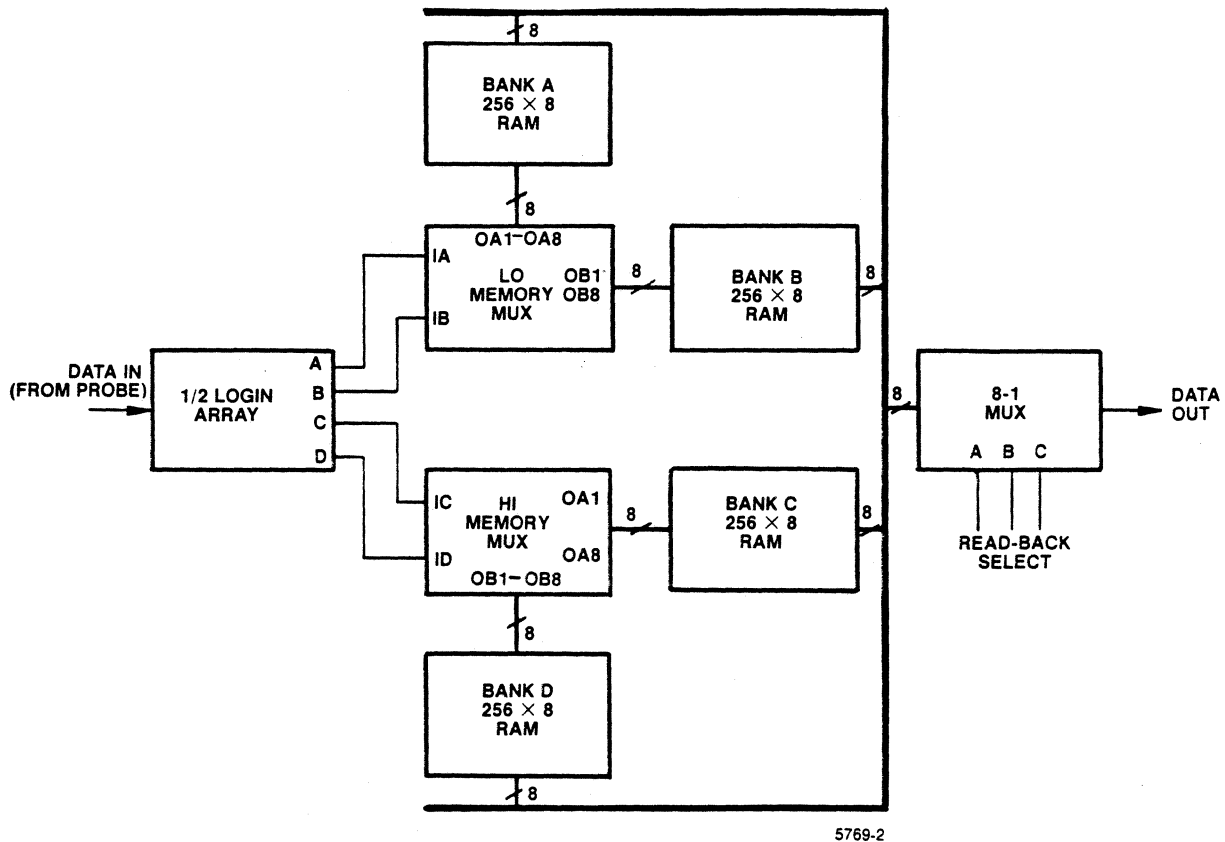 8
BANK A
256 × 8
RAM
8
OA1–OA8
IA
LO
MEMORY
MUX
OB1
OB8
IB
8
BANK B
256 × 8
RAM
8
DATA IN
(FROM PROBE)
1/2 LOGIN
ARRAY
A
B
C
D
8
8-1
MUX
A B C
DATA
OUT
READ-BACK
SELECT
IC
HI
MEMORY
MUX
OA1
OA8
ID
OB1–OB8
8
BANK C
256 × 8
RAM
8
8
BANK D
256 × 8
RAM
8
5769-2